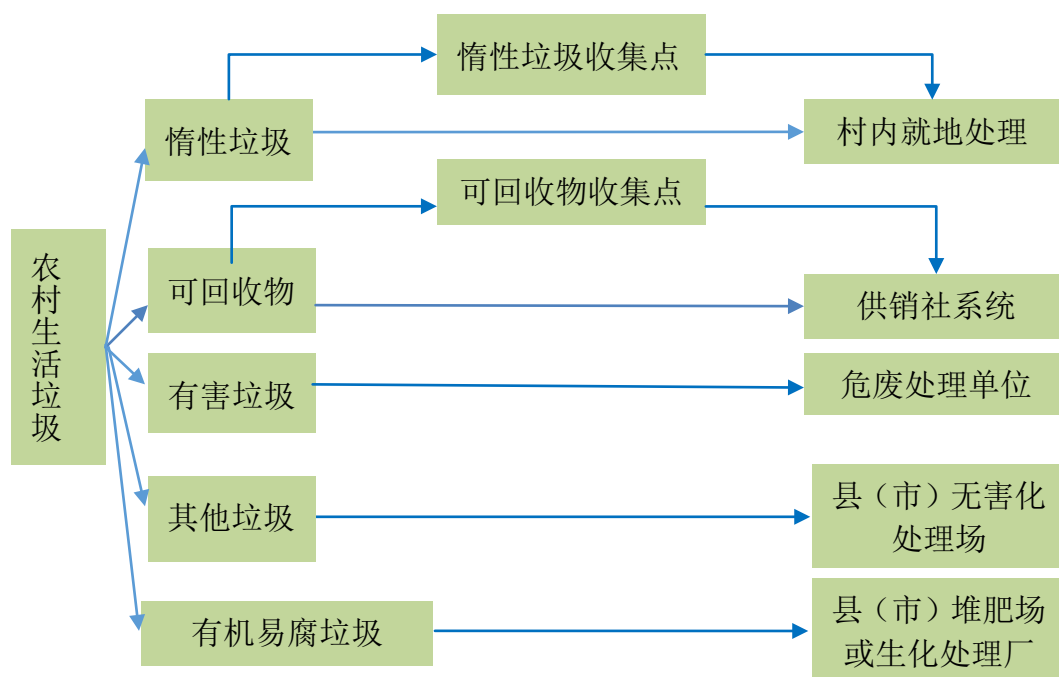 惰性垃圾收集点
惰性垃圾
村内就地处理
可回收物收集点
农村生活垃圾
可回收物
供销社系统
有害垃圾
危废处理单位
其他垃圾
县（市）无害化
处理场
有机易腐垃圾
县（市）堆肥场
或生化处理厂